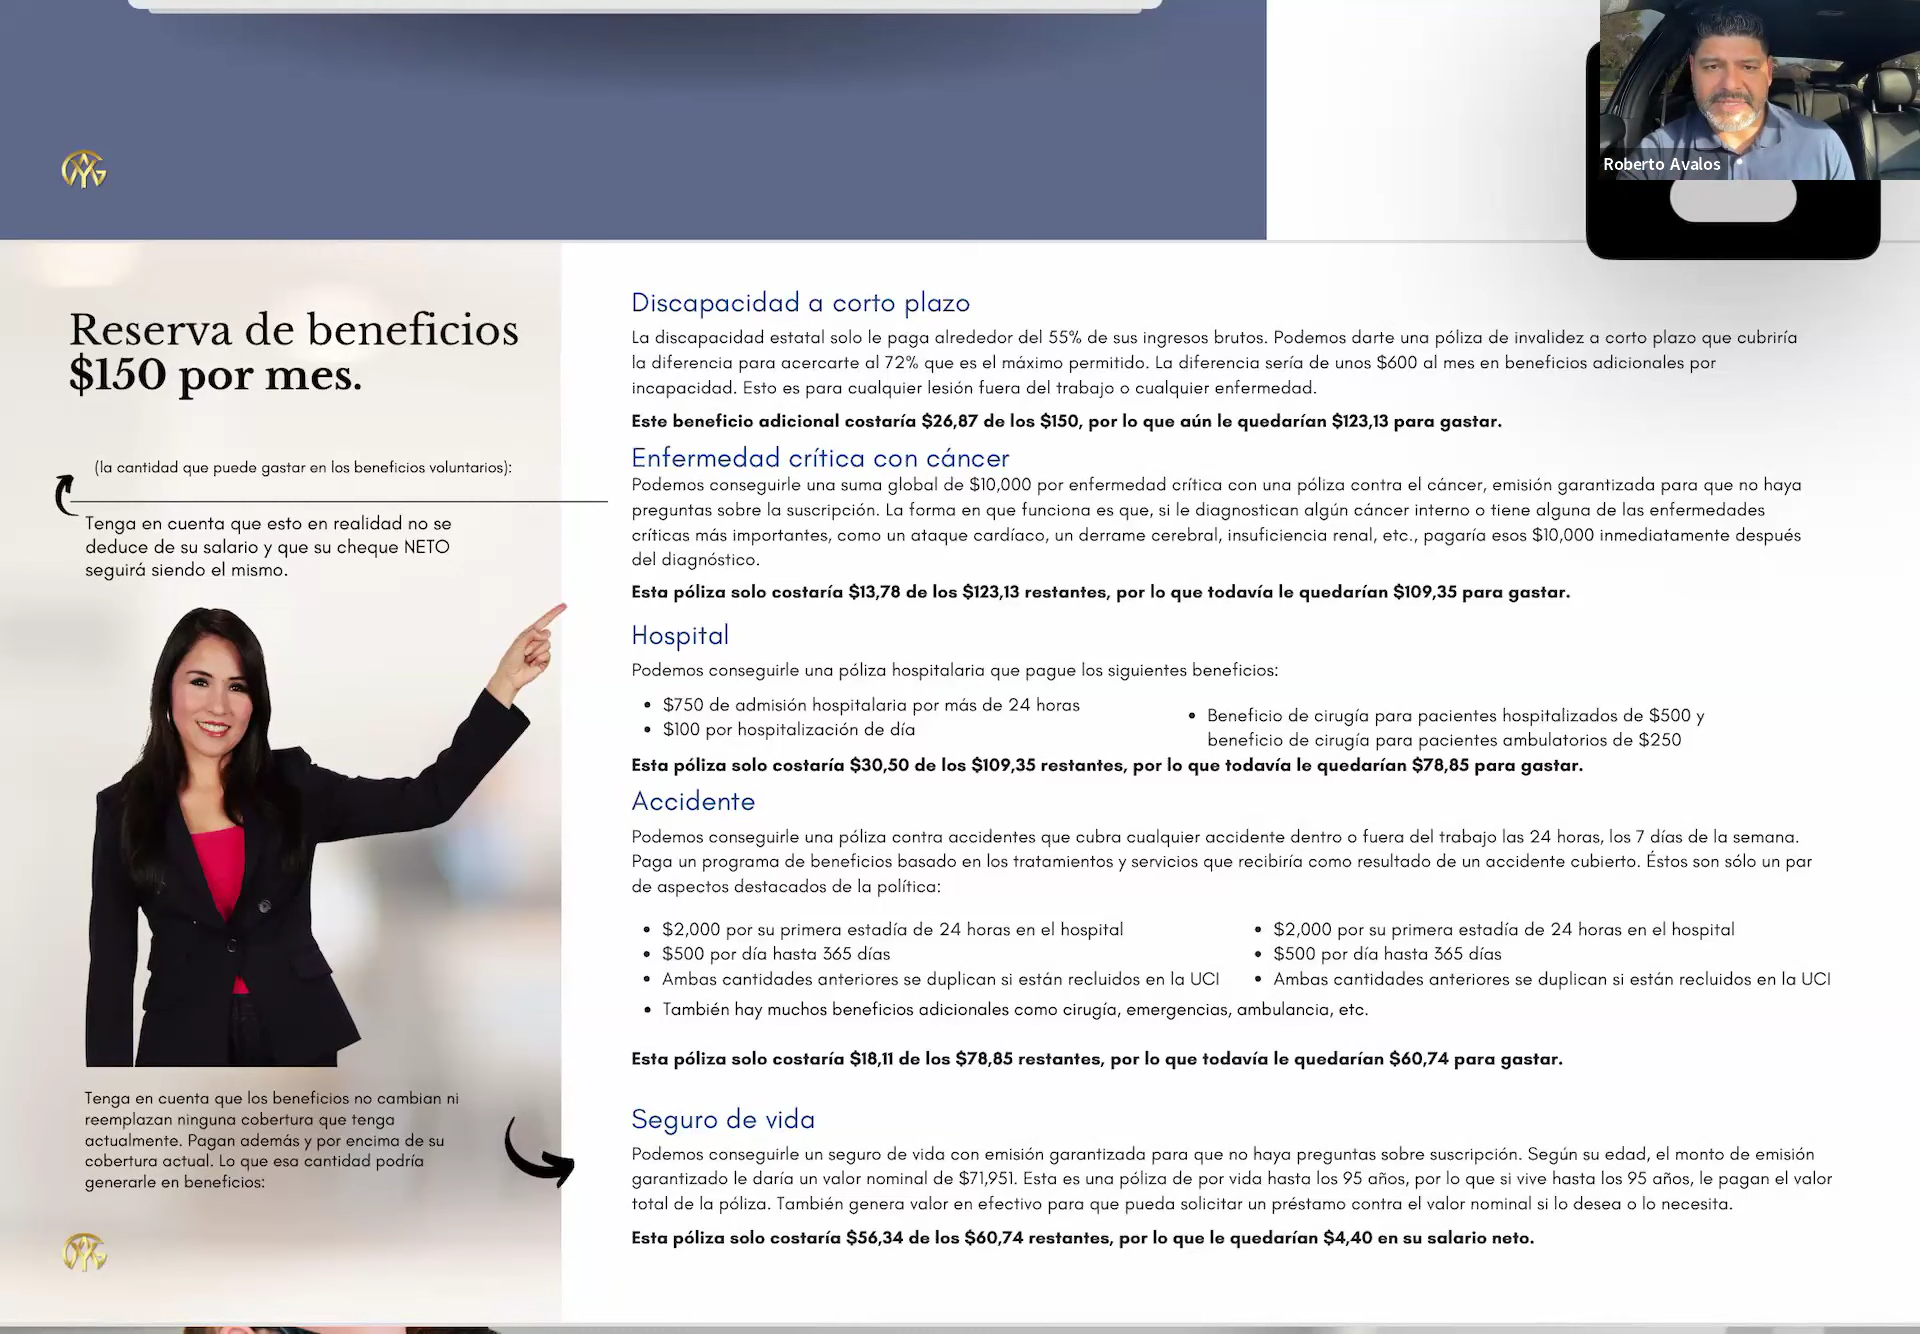 Roberto Avalos
Reserva de beneficios
$150 por mes.
(la cantidad que puede gastar en los beneficios voluntarios):
Tenga en cuenta que esto en realidad no se
deduce de su salario y que su cheque NETO
seguirá siendo el mismo.
Tenga en cuenta que los beneficios no cambian ni
reemplazan ninguna cobertura que tenga
actualmente. Pagan además y por encima de su
cobertura actual. Lo que esa cantidad podría
generarle en beneficios:
Discapacidad a corto plazo
La discapacidad estatal solo le paga alrededor del 55% de sus ingresos brutos. Podemos darte una póliza de invalidez a corto plazo que cubriría
la diferencia para acercarte al 72% que es el máximo permitido. La diferencia sería de unos $600 al mes en beneficios adicionales por
incapacidad. Esto es para cualquier lesión fuera del trabajo o cualquier enfermedad.
Este beneficio adicional costaría $26,87 de los $150, por lo que aún le quedarían $123,13 para gastar.
Enfermedad crítica con cáncer
Podemos conseguirle una suma global de $10,000 por enfermedad crítica con una póliza contra el cáncer, emisión garantizada para que no haya
preguntas sobre la suscripción. La forma en que funciona es que, si le diagnostican algún cáncer interno o tiene alguna de las enfermedades
críticas más importantes, como un ataque cardíaco, un derrame cerebral, insuficiencia renal, etc., pagaría esos $10,000 inmediatamente después
del diagnóstico.
Esta póliza solo costaría $13,78 de los $123,13 restantes, por lo que todavía le quedarían $109,35 para gastar.
Hospital
Podemos conseguirle una póliza hospitalaria que pague los siguientes beneficios:
• $750 de admisión hospitalaria por más de 24 horas
• $100 por hospitalización de día
• Beneficio de cirugía para pacientes hospitalizados de $500 y
beneficio de cirugía para pacientes ambulatorios de $250
Esta póliza solo costaría $30,50 de los $109,35 restantes, por lo que todavía le quedarían $78,85 para gastar.
Accidente
Podemos conseguirle una póliza contra accidentes que cubra cualquier accidente dentro o fuera del trabajo las 24 horas, los 7 días de la semana.
Paga un programa de beneficios basado en los tratamientos y servicios que recibiría como resultado de un accidente cubierto. Éstos son sólo un par
de aspectos destacados de la política:
• $2,000 por su primera estadía de 24 horas en el hospital
• $500 por día hasta 365 días
• Ambas cantidades anteriores se duplican si están recluidos en la UCI
• También hay muchos beneficios adicionales como cirugía, emergencias, ambulancia, etc.
• $2,000 por su primera estadía de 24 horas en el hospital
• $500 por día hasta 365 días
• Ambas cantidades anteriores se duplican si están recluidos en la UCI
Esta póliza solo costaría $18,11 de los $78,85 restantes, por lo que todavía le quedarían $60,74 para gastar.
Seguro de vida
Podemos conseguirle un seguro de vida con emisión garantizada para que no haya preguntas sobre suscripción. Según su edad, el monto de emisión
garantizado le daría un valor nominal de $71,951. Esta es una póliza de por vida hasta los 95 años, por lo que si vive hasta los 95 años, le pagan el valor
total de la póliza. También genera valor en efectivo para que pueda solicitar un préstamo contra el valor nominal si lo desea o lo necesita.
Esta póliza solo costaría $56,34 de los $60,74 restantes, por lo que le quedarían $4,40 en su salario neto.